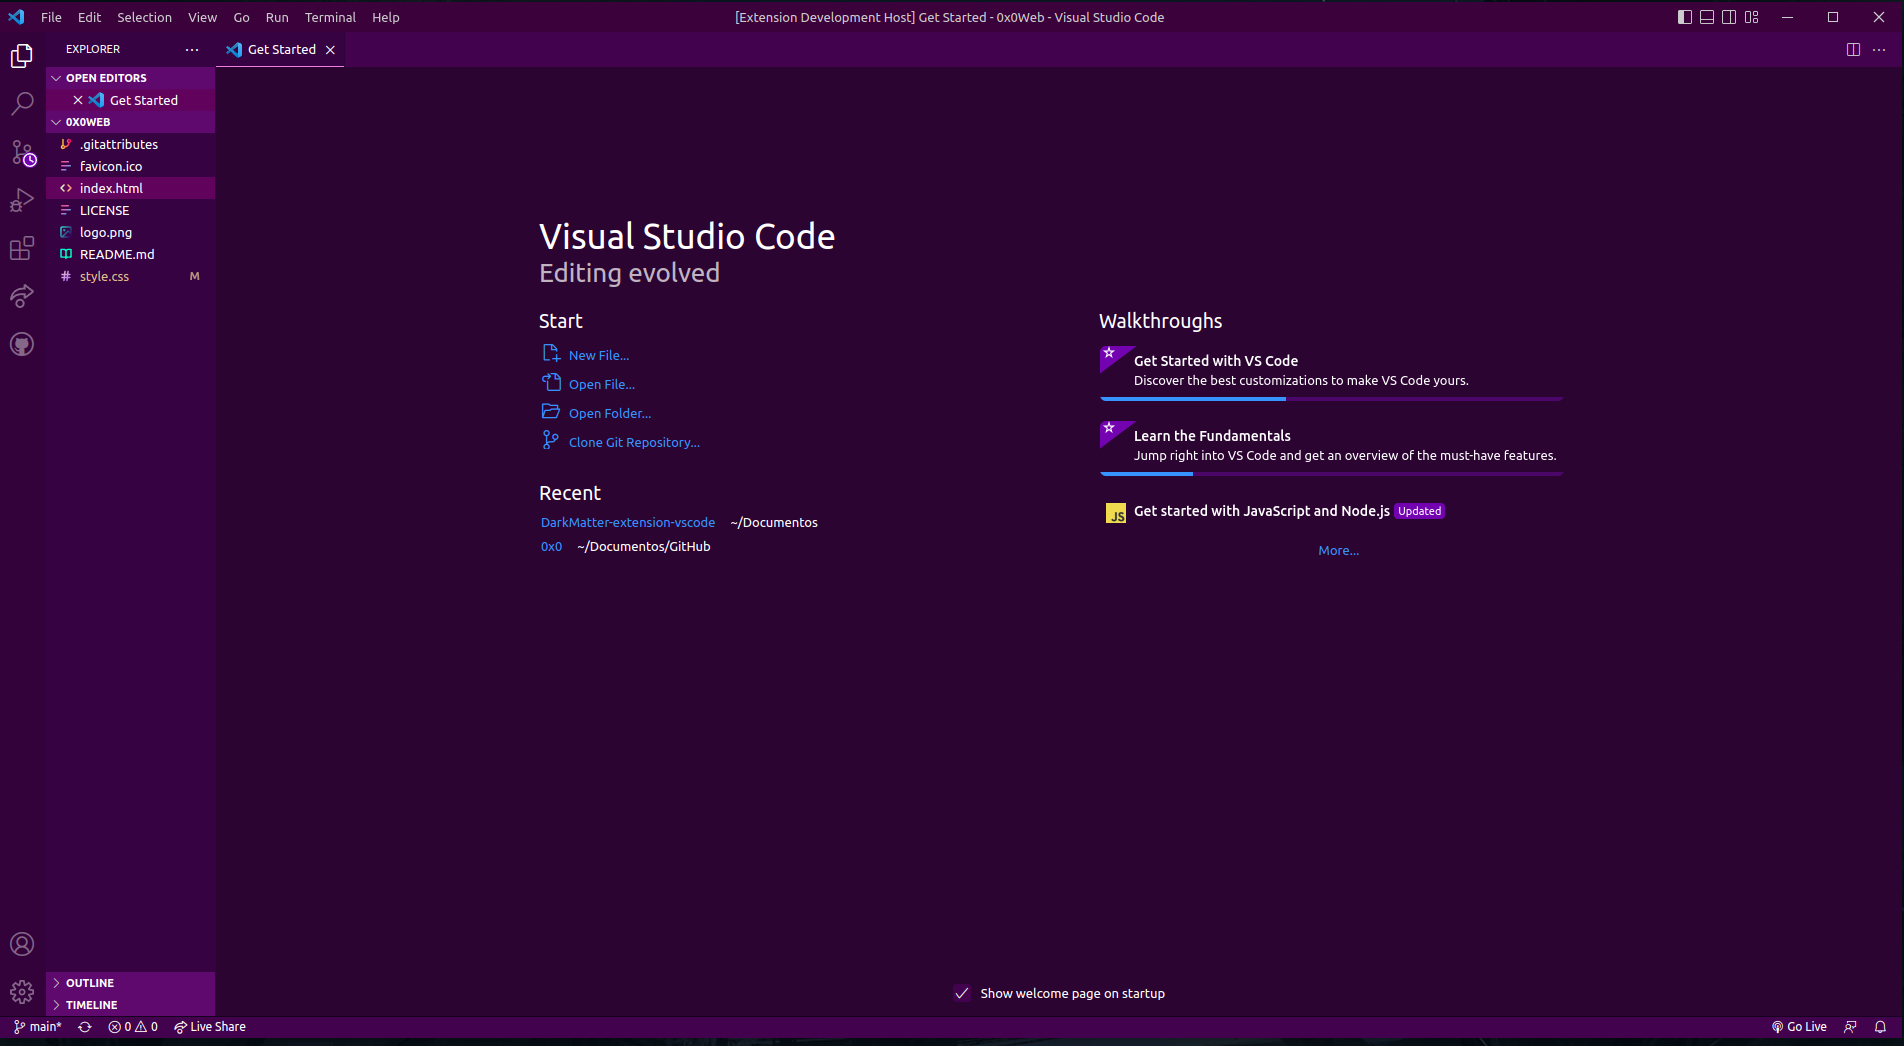 File Edit Selection View Go Run Terminal Help
[Extension Development Host] Get Started - 0x0Web - Visual Studio Code
EXPLORER
Get Started
OPEN EDITORS
Get Started
0X0WEB
.gitattributes
favicon.ico
index.html
LICENSE
logo.png
README.md
style.css M
Visual Studio Code
Editing evolved
Start
New File...
Open File...
Open Folder...
Clone Git Repository...
Recent
DarkMatter-extension-vscode ~/Documentos
0x0 ~/Documentos/GitHub
Walkthroughs
Get Started with VS Code
Discover the best customizations to make VS Code yours.
Learn the Fundamentals
Jump right into VS Code and get an overview of the must-have features.
JS Get started with JavaScript and Node.js Updated
More...
Show welcome page on startup
OUTLINE
TIMELINE
main* 0 0 Live Share
Go Live